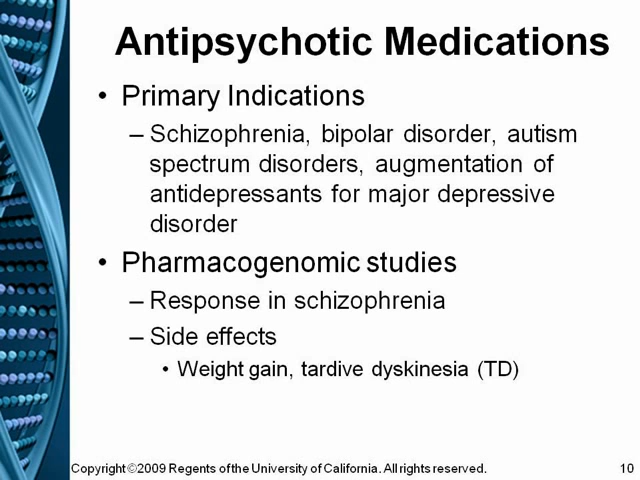 Antipsychotic Medications
• Primary Indications
– Schizophrenia, bipolar disorder, autism
spectrum disorders, augmentation of
antidepressants for major depressive
disorder
• Pharmacogenomic studies
– Response in schizophrenia
– Side effects
• Weight gain, tardive dyskinesia (TD)
Copyright ©2009 Regents of the University of California. All rights reserved.
10